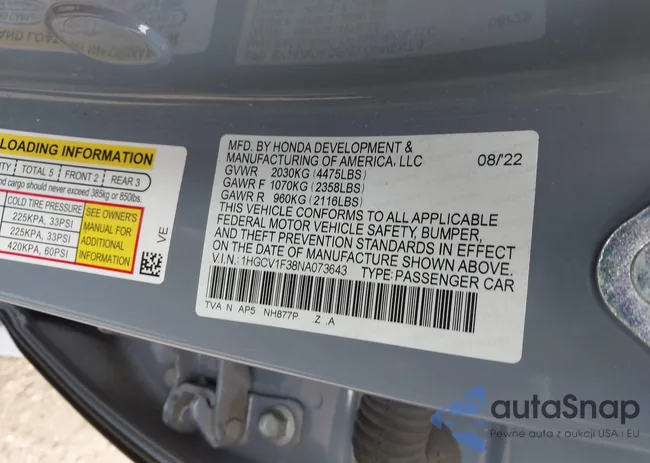 LOADING INFORMATION
TOTAL 5 FRONT 2 REAR 3
and cargo should never exceed 385kg or 850lbs.
COLD TIRE PRESSURE
225KPA, 33PSI
225KPA, 33PSI
420KPA, 60PSI
SEE OWNER'S
MANUAL FOR
ADDITIONAL
INFORMATION
VE
MFD. BY HONDA DEVELOPMENT &
MANUFACTURING OF AMERICA, LLC 08/22
GVWR 2030KG (4475LBS)
GAWR F 1070KG (2358LBS)
GAWR R 960KG (2116LBS)
THIS VEHICLE CONFORMS TO ALL APPLICABLE
FEDERAL MOTOR VEHICLE SAFETY, BUMPER,
AND THEFT PREVENTION STANDARDS IN EFFECT
ON THE DATE OF MANUFACTURE SHOWN ABOVE.
V.I.N.: 1HGCV1F38NA073643 TYPE: PASSENGER CAR
TVA N AP5 NH877P .Z .A
autaSnap
Pewne auta z aukcji USA i EU